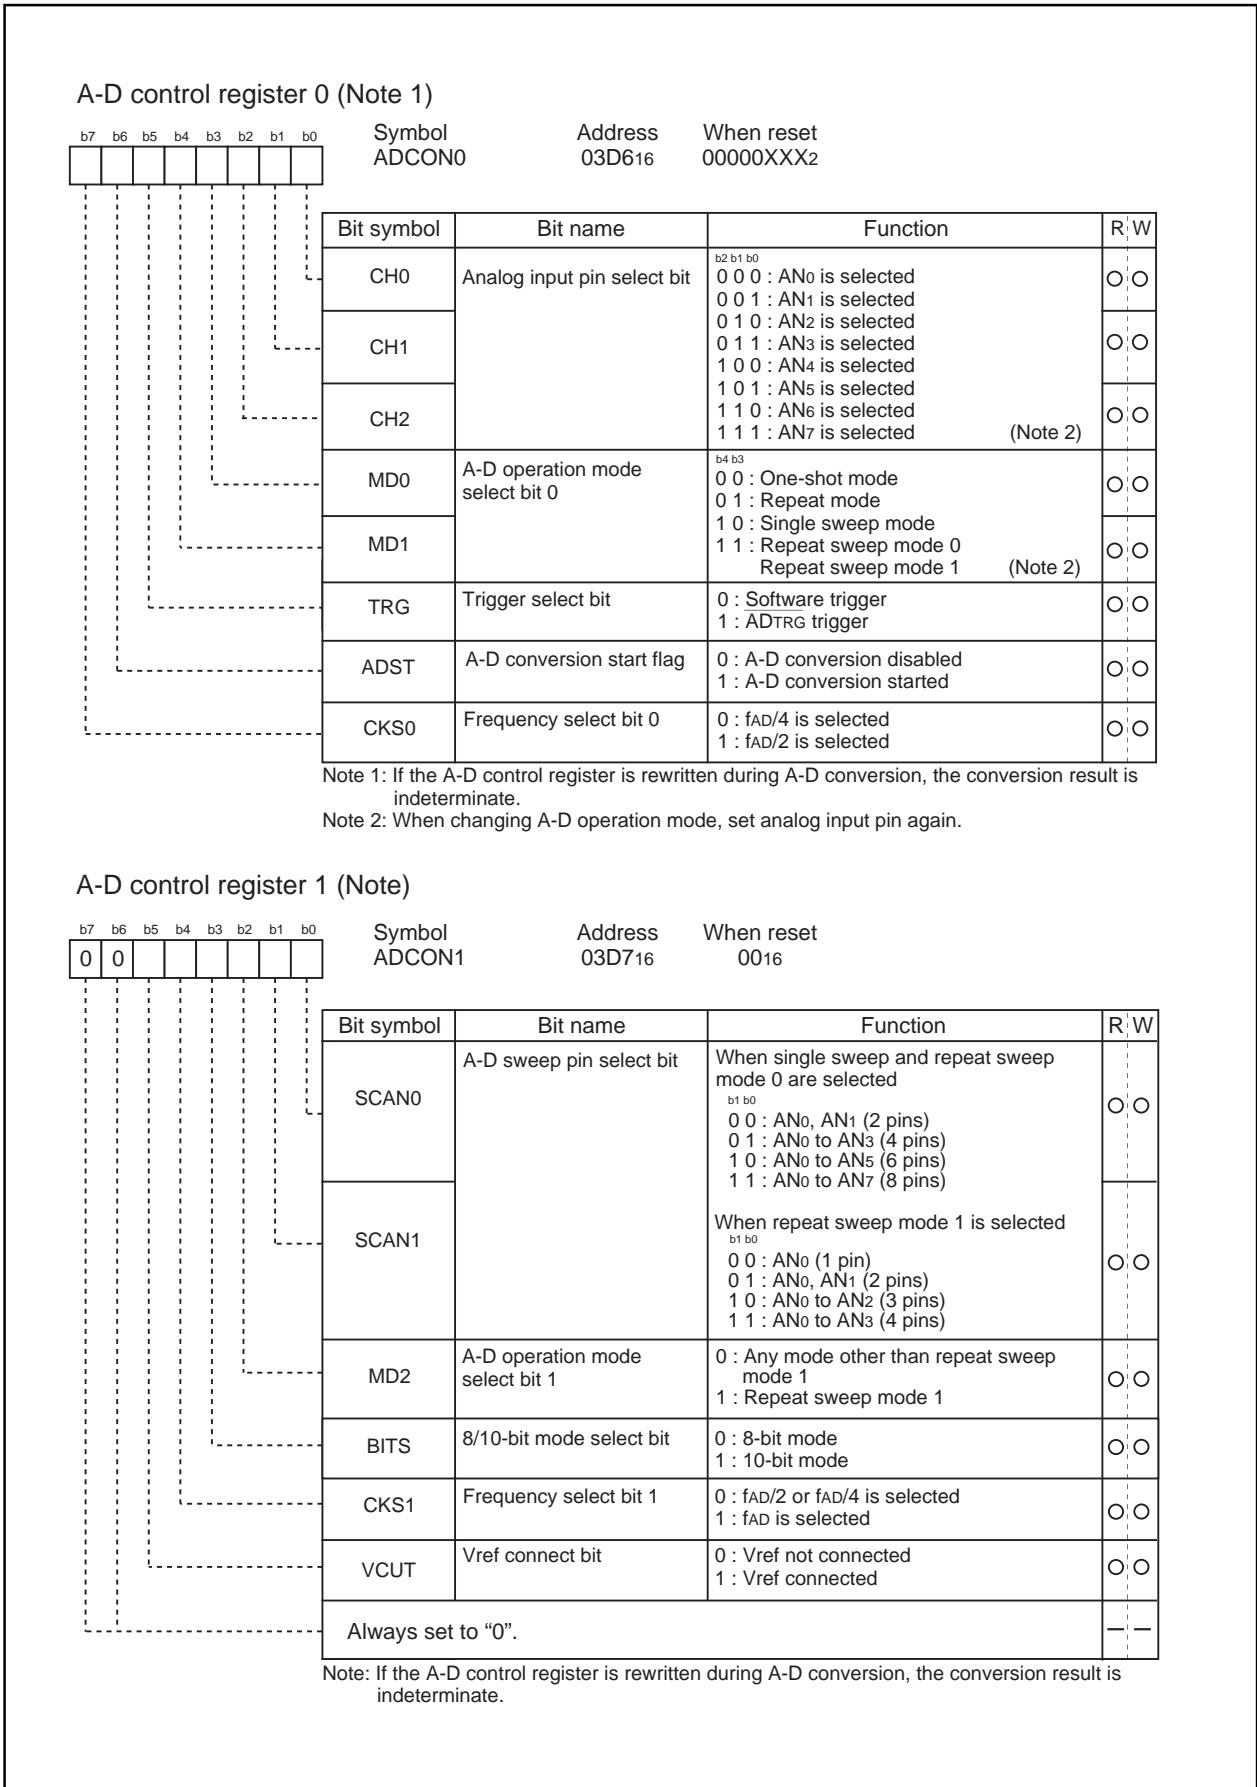 A-D control register 0 (Note 1)
b7 b6 b5 b4 b3 b2 b1 b0
Symbol Address When reset
ADCON0 03D616 00000XXX2
Bit symbol Bit name Function R W
CH0 Analog input pin select bit
b2 b1 b0
0 0 0 : AN0 is selected
0 0 1 : AN1 is selected
0 1 0 : AN2 is selected
CH1
0 1 1 : AN3 is selected
1 0 0 : AN4 is selected
1 0 1 : AN5 is selected
CH2
1 1 0 : AN6 is selected
1 1 1 : AN7 is selected (Note 2)
MD0
A-D operation mode
select bit 0
b4 b3
0 0 : One-shot mode
0 1 : Repeat mode
MD1
1 0 : Single sweep mode
1 1 : Repeat sweep mode 0
Repeat sweep mode 1 (Note 2)
TRG Trigger select bit
0 : Software trigger
1 : ADTRG trigger
ADST A-D conversion start flag
0 : A-D conversion disabled
1 : A-D conversion started
CKS0 Frequency select bit 0
0 : fAD/4 is selected
1 : fAD/2 is selected
Note 1: If the A-D control register is rewritten during A-D conversion, the conversion result is
indeterminate.
Note 2: When changing A-D operation mode, set analog input pin again.
A-D control register 1 (Note)
b7 b6 b5 b4 b3 b2 b1 b0
0 0
Symbol Address When reset
ADCON1 03D716 0016
Bit symbol Bit name Function R W
SCAN0 A-D sweep pin select bit
When single sweep and repeat sweep
mode 0 are selected
b1 b0
0 0 : AN0, AN1 (2 pins)
0 1 : AN0 to AN3 (4 pins)
1 0 : AN0 to AN5 (6 pins)
1 1 : AN0 to AN7 (8 pins)
SCAN1
When repeat sweep mode 1 is selected
b1 b0
0 0 : AN0 (1 pin)
0 1 : AN0, AN1 (2 pins)
1 0 : AN0 to AN2 (3 pins)
1 1 : AN0 to AN3 (4 pins)
MD2
A-D operation mode
select bit 1
0 : Any mode other than repeat sweep
mode 1
1 : Repeat sweep mode 1
BITS 8/10-bit mode select bit
0 : 8-bit mode
1 : 10-bit mode
CKS1 Frequency select bit 1
0 : fAD/2 or fAD/4 is selected
1 : fAD is selected
VCUT Vref connect bit
0 : Vref not connected
1 : Vref connected
Always set to “0”.
Note: If the A-D control register is rewritten during A-D conversion, the conversion result is
indeterminate.